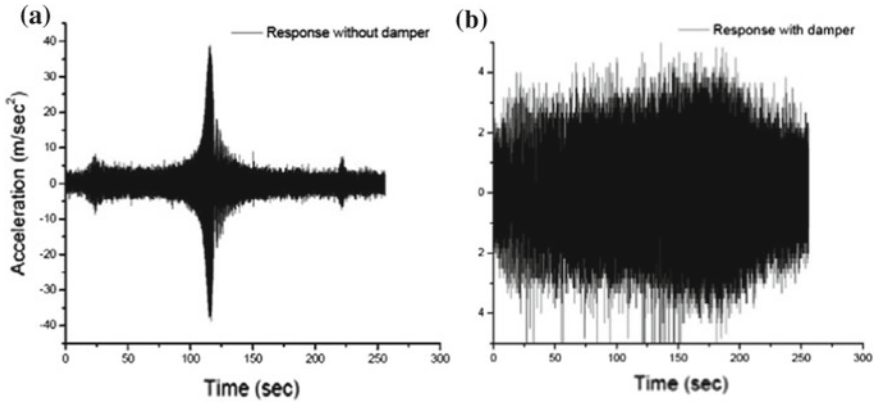 (a)
Response without damper
Acceleration (m/sec²)
40
30
20
10
0
-10
-20
-30
-40
0 50 100 150 200 250 300
Time (sec)
(b)
Response with damper
4
2
0
2
4
0 50 100 150 200 250 300
Time (sec)